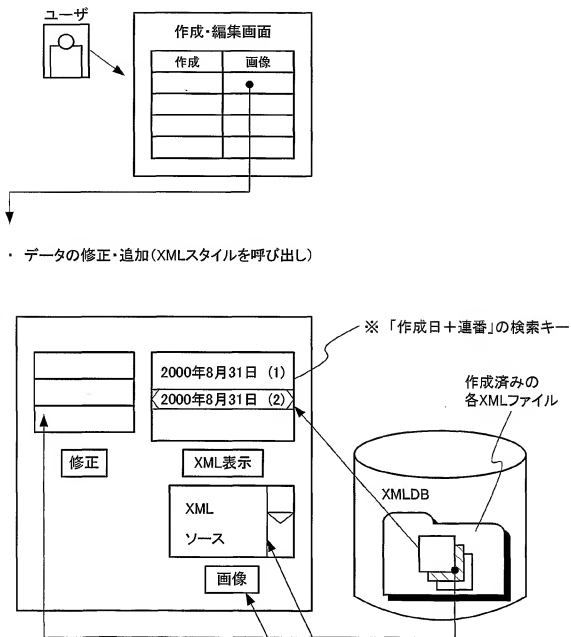 ユーザ
作成・編集画面
作成 画像
・ データの修正・追加(XMLスタイルを呼び出し)
※ 「作成日＋連番」の検索キー
2000年8月31日 (1)
2000年8月31日 (2)
作成済みの
各XMLファイル
修正
XML表示
XMLDB
XML
ソース
画像